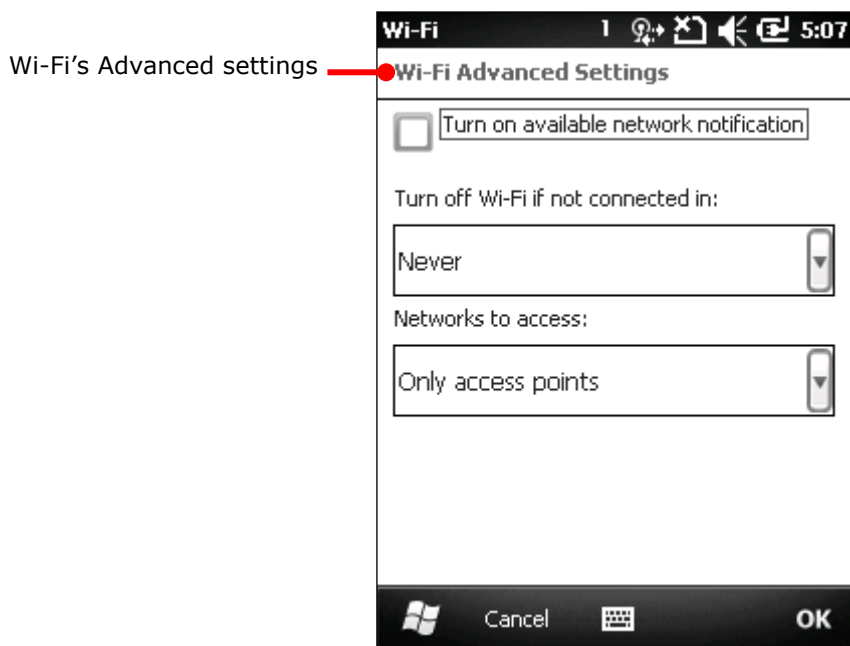 Wi-Fi 1 5:07
Wi-Fi’s Advanced settings
Wi-Fi Advanced Settings
Turn on available network notification
Turn off Wi-Fi if not connected in:
Never
Networks to access:
Only access points
Cancel OK